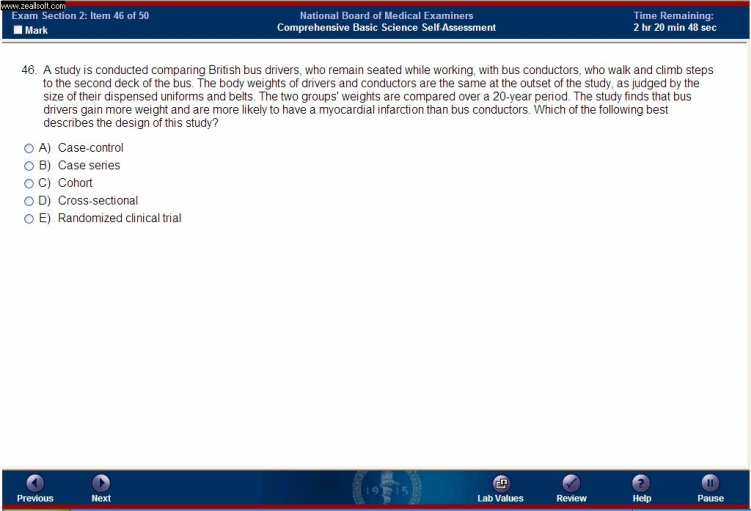 www.zeallsoft.com
Exam Section 2: Item 46 of 50
National Board of Medical Examiners
Time Remaining:
Mark
Comprehensive Basic Science Self-Assessment
2 hr 20 min 48 sec
46. A study is conducted comparing British bus drivers, who remain seated while working, with bus conductors, who walk and climb steps
to the second deck of the bus. The body weights of drivers and conductors are the same at the outset of the study, as judged by the
size of their dispensed uniforms and belts. The two groups' weights are compared over a 20-year period. The study finds that bus
drivers gain more weight and are more likely to have a myocardial infarction than bus conductors. Which of the following best
describes the design of this study?
A) Case-control
B) Case series
C) Cohort
D) Cross-sectional
E) Randomized clinical trial
1915
Previous
Next
Lab Values
Review
Help
Pause